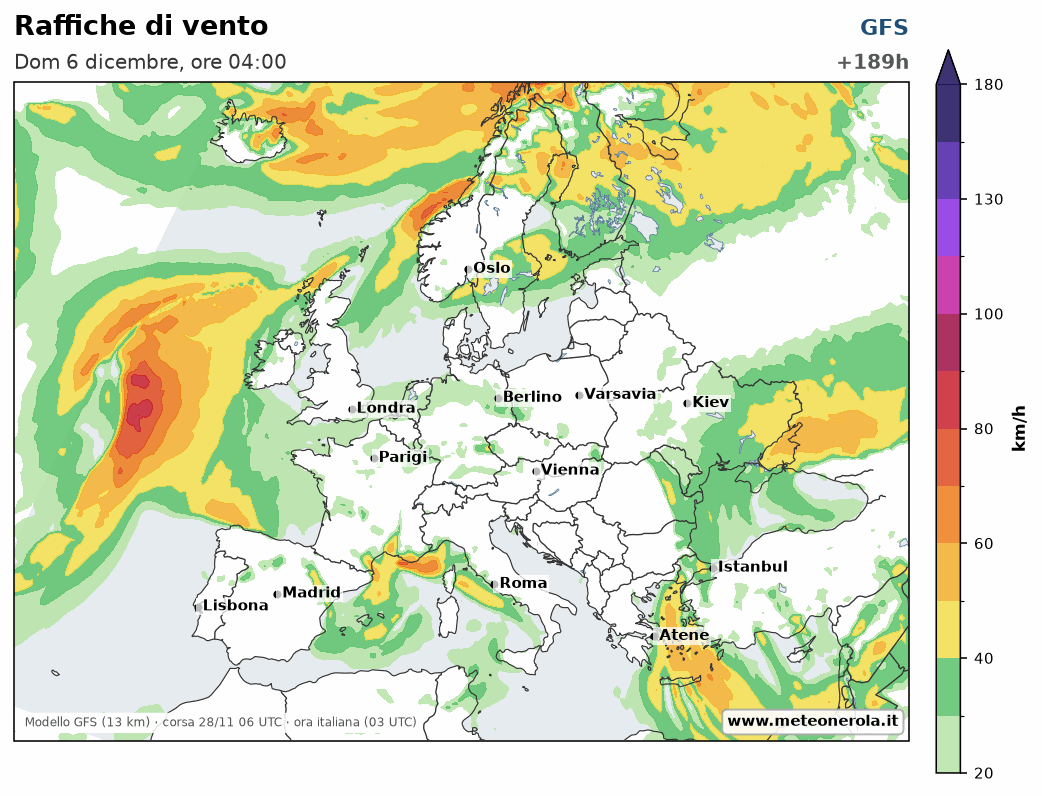 Raffiche di vento
GFS
Dom 6 dicembre, ore 04:00
+189h
180
130
100
80
60
40
20
km/h
Oslo
Londra
Berlino
Varsavia
Kiev
Parigi
Vienna
Istanbul
Roma
Madrid
Lisbona
Atene
Modello GFS (13 km) · corsa 28/11 06 UTC · ora italiana (03 UTC)
www.meteonerola.it